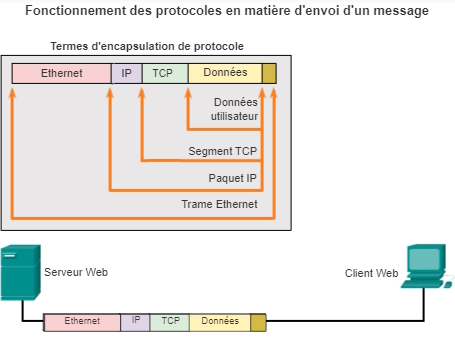 Fonctionnement des protocoles en matière d'envoi d'un message
Termes d'encapsulation de protocole
Ethernet IP TCP Données
Données
utilisateur
Segment TCP
Paquet IP
Trame Ethernet
Serveur Web
Client Web
Ethernet IP TCP Données